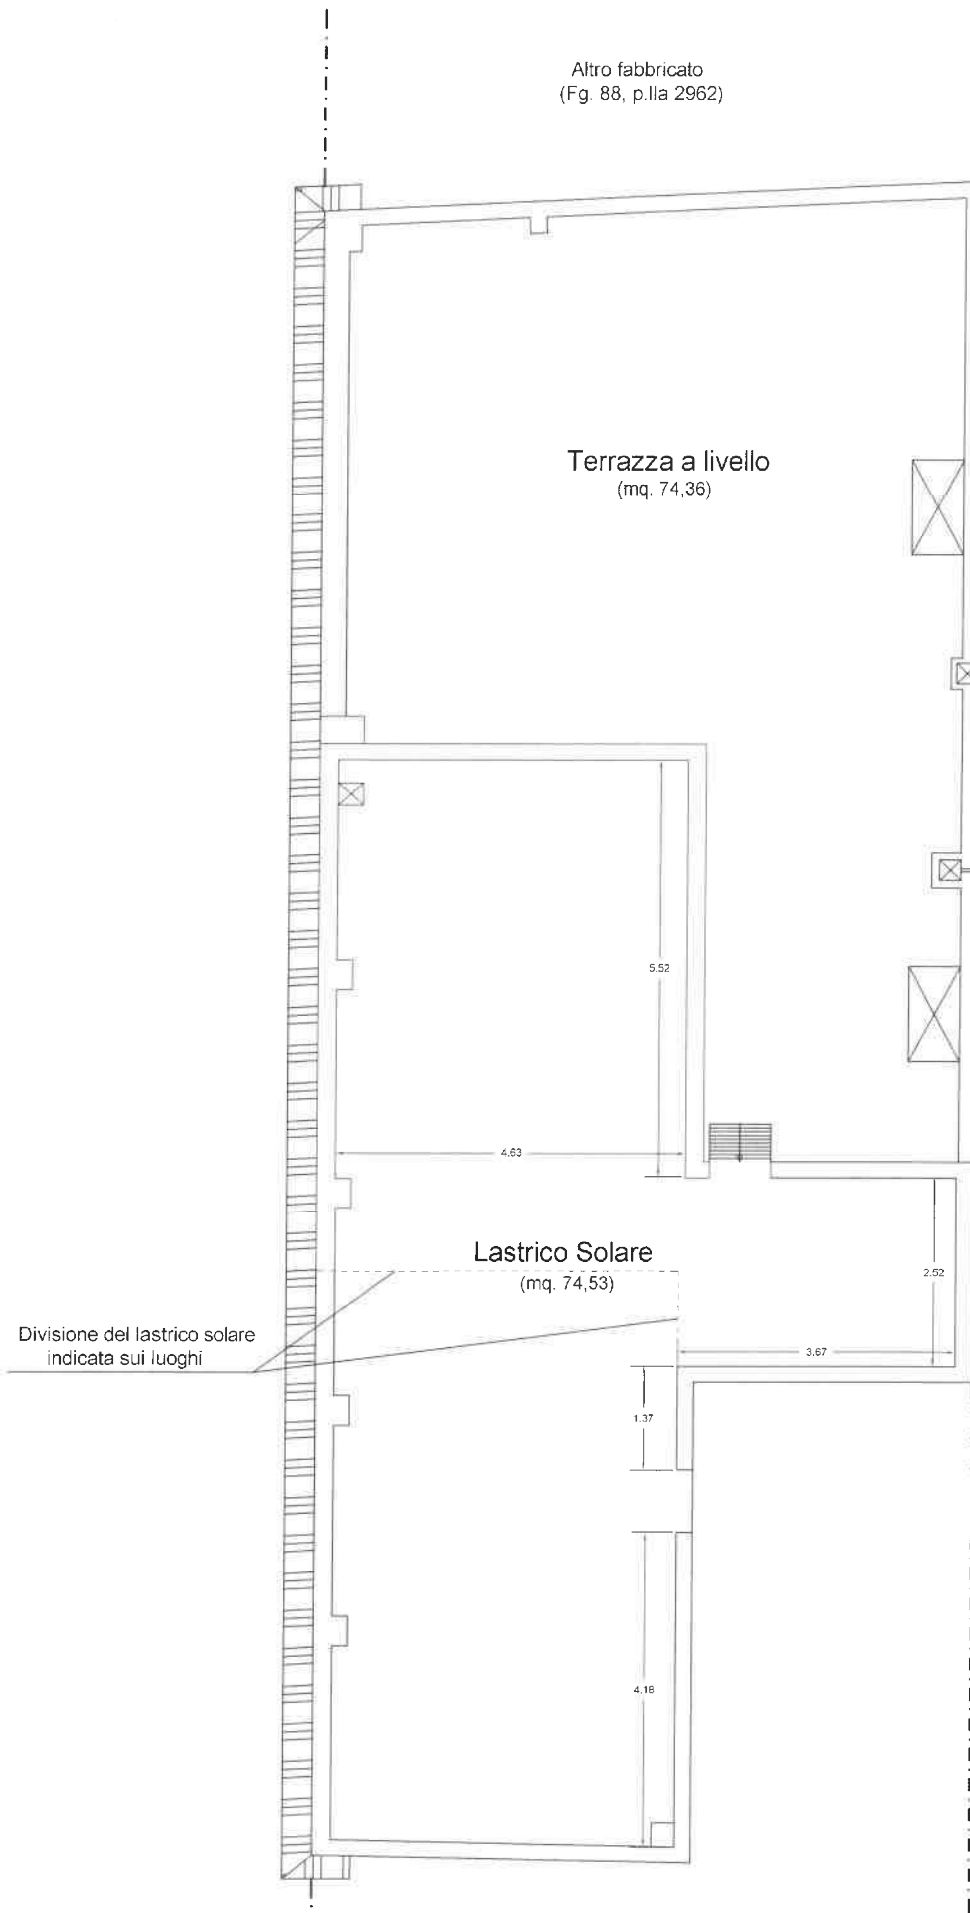 Altro fabbricato
(Fg. 88, p.lla 2962)
Terrazza a livello
(mq. 74,36)
5.52
4.63
Lastrico Solare
(mq. 74,53)
2.52
Divisione del lastrico solare
indicata sui luoghi
3.67
1.37
4.18